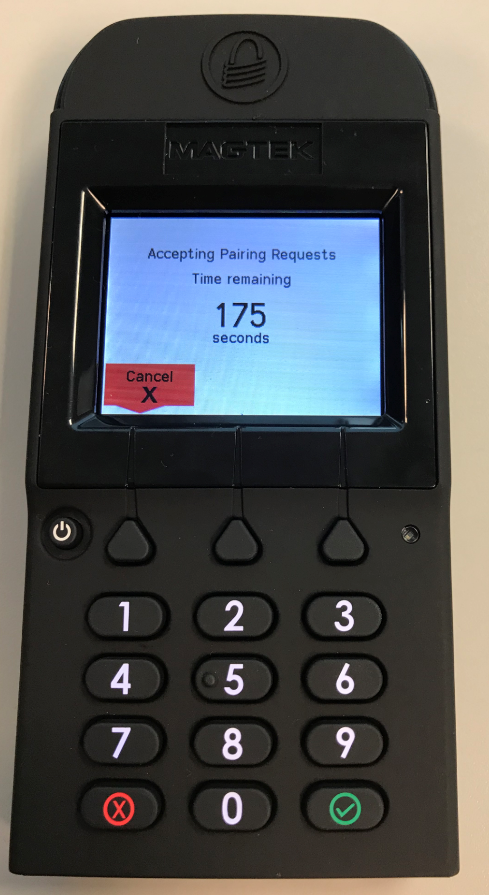 MAGTEK
Accepting Pairing Requests
Time remaining
175
seconds
Cancel
X
1 2 3
4 5 6
7 8 9
X 0